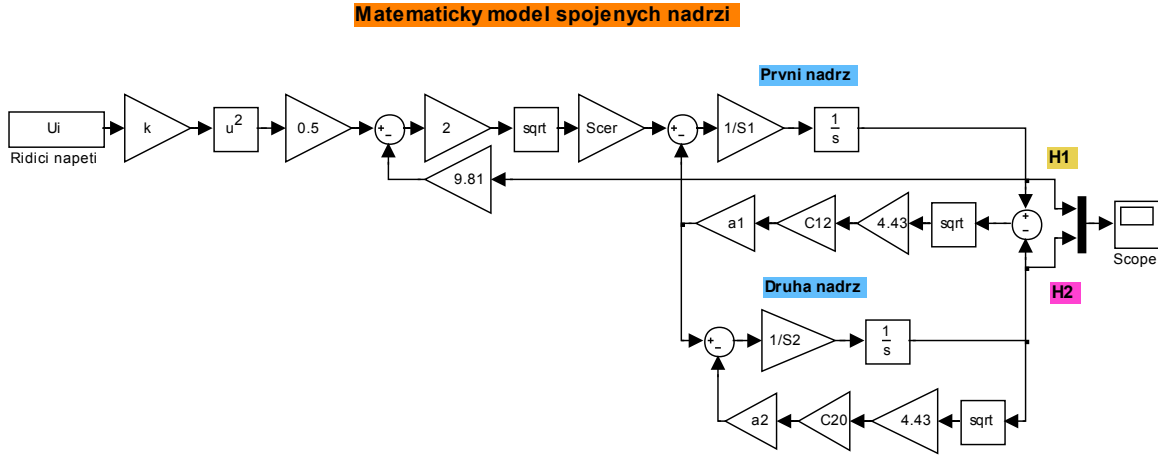 Matematicky model spojenych nadrzi
Prvni nadrz
Ui
k
u²
0.5
+
−
2
sqrt
Scer
+
−
1/S1
1
s
Ridici napeti
H1
9.81
a1
C12
4.43
sqrt
+
−
Scope
Druha nadrz
H2
+
−
1/S2
1
s
a2
C20
4.43
sqrt